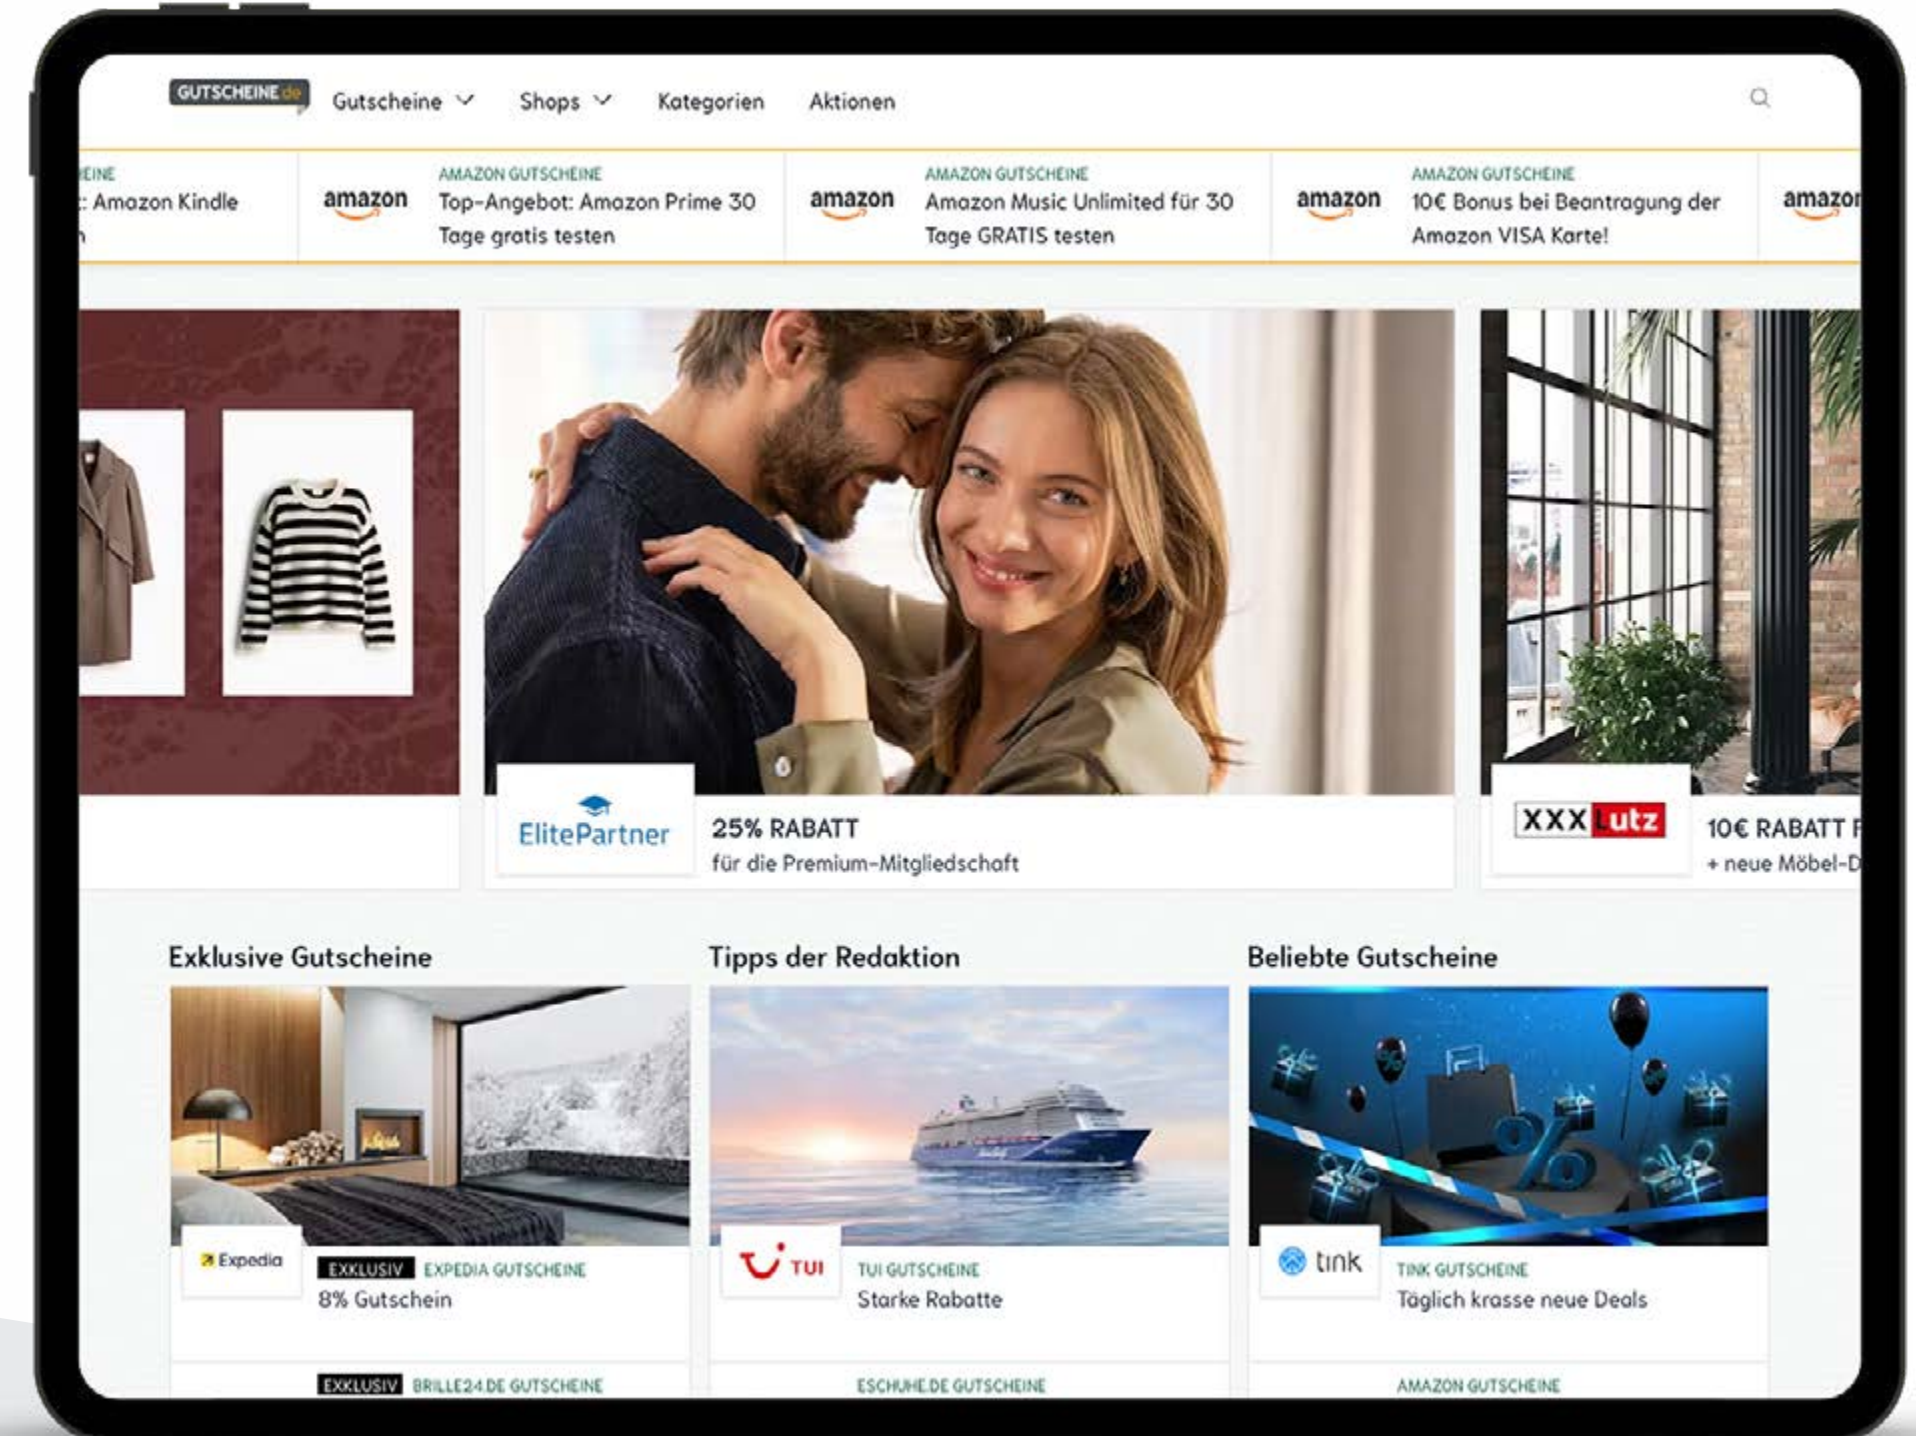 GUTSCHEINE.de
Gutscheine
Shops
Kategorien
Aktionen
: Amazon Kindle
amazon
AMAZON GUTSCHEINE
Top-Angebot: Amazon Prime 30
Tage gratis testen
amazon
AMAZON GUTSCHEINE
Amazon Music Unlimited für 30
Tage GRATIS testen
amazon
AMAZON GUTSCHEINE
10€ Bonus bei Beantragung der
Amazon VISA Karte!
ElitePartner
25% RABATT
für die Premium-Mitgliedschaft
XXXLutz
10€ RABATT
+ neue Möbel-D
Exklusive Gutscheine
Expedia
EXKLUSIV EXPEDIA GUTSCHEINE
8% Gutschein
EXKLUSIV BRILLE24.DE GUTSCHEINE
Tipps der Redaktion
TUI
TUI GUTSCHEINE
Starke Rabatte
ESCHUHE.DE GUTSCHEINE
Beliebte Gutscheine
%
tink
TINK GUTSCHEINE
Täglich krasse neue Deals
AMAZON GUTSCHEINE